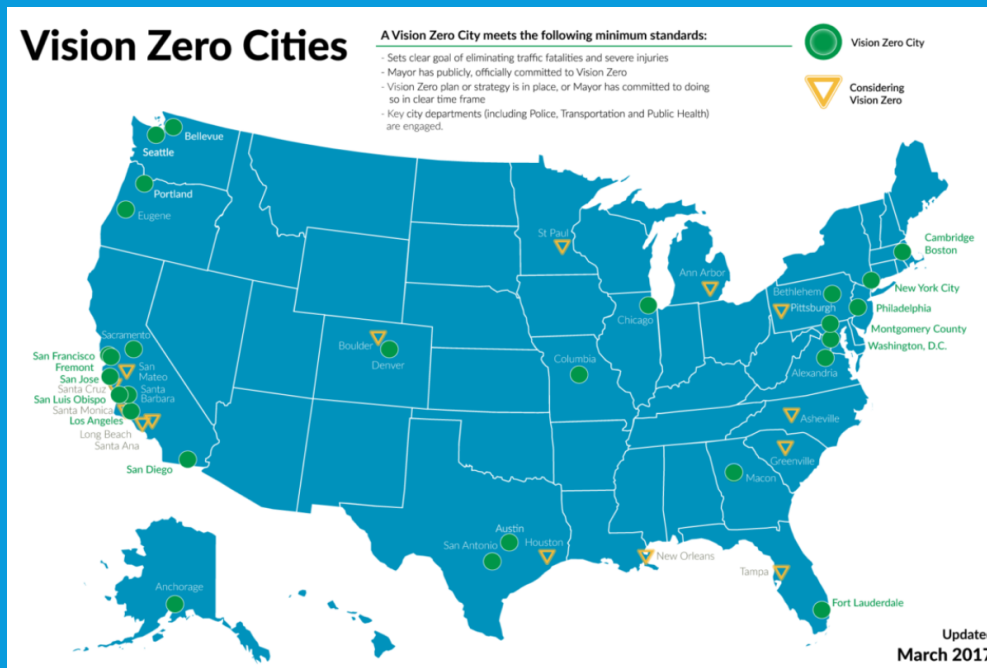 Vision Zero Cities
A Vision Zero City meets the following minimum standards:
- Sets clear goal of eliminating traffic fatalities and severe injuries
- Mayor has publicly, officially committed to Vision Zero
- Vision Zero plan or strategy is in place, or Mayor has committed to doing
so in clear time frame
- Key city departments (including Police, Transportation and Public Health)
are engaged.
Vision Zero City
Considering
Vision Zero
Bellevue
Seattle
Portland
Eugene
St Paul
Ann Arbor
Cambridge
Boston
New York City
Bethlehem
Pittsburgh
Philadelphia
Montgomery County
Washington, D.C.
Alexandria
Chicago
Boulder
Denver
Columbia
Sacramento
San Francisco
Fremont
San
Mateo
San Jose
Santa Cruz
Santa
Barbara
San Luis Obispo
Santa Monica
Los Angeles
Long Beach
Santa Ana
San Diego
Asheville
Greenville
Macon
Austin
San Antonio
Houston
New Orleans
Tampa
Fort Lauderdale
Anchorage
Updated
March 2017